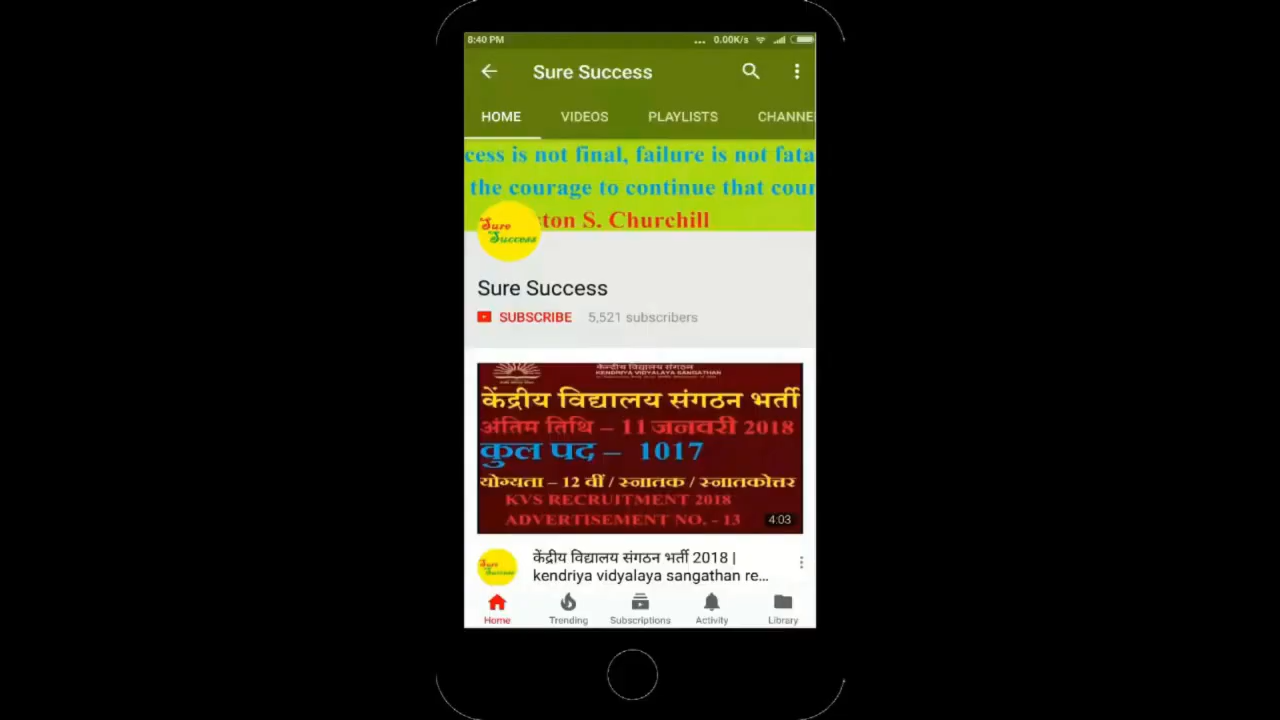 8:40 PM ... 0.00K/s
Sure Success
HOME VIDEOS PLAYLISTS CHANNE
cess is not final, failure is not fata
the courage to continue that cour
ton S. Churchill
Sure
Success
Sure Success
SUBSCRIBE 5,521 subscribers
केन्द्रीय विद्यालय संगठन
KENDRIYA VIDYALAYA SANGATHAN
केंद्रीय विद्यालय संगठन भर्ती
अंतिम तिथि – 11 जनवरी 2018
कुल पद – 1017
योग्यता – 12 वीं / स्नातक / स्नातकोत्तर
KVS RECRUITMENT 2018
ADVERTISEMENT NO. - 13
4:03
Sure
Success
केंद्रीय विद्यालय संगठन भर्ती 2018 |
kendriya vidyalaya sangathan re...
Home Trending Subscriptions Activity Library